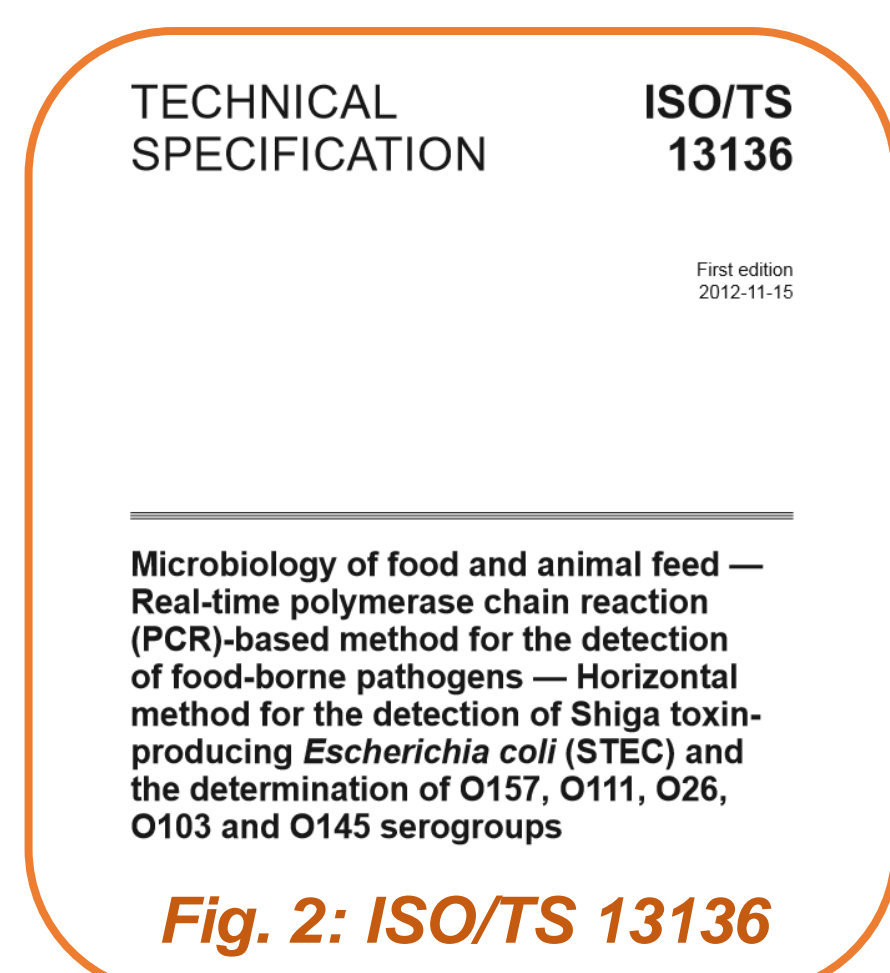 TECHNICAL
SPECIFICATION
ISO/TS
13136
First edition
2012-11-15
Microbiology of food and animal feed —
Real-time polymerase chain reaction
(PCR)-based method for the detection
of food-borne pathogens — Horizontal
method for the detection of Shiga toxin-
producing Escherichia coli (STEC) and
the determination of O157, O111, O26,
O103 and O145 serogroups
Fig. 2: ISO/TS 13136